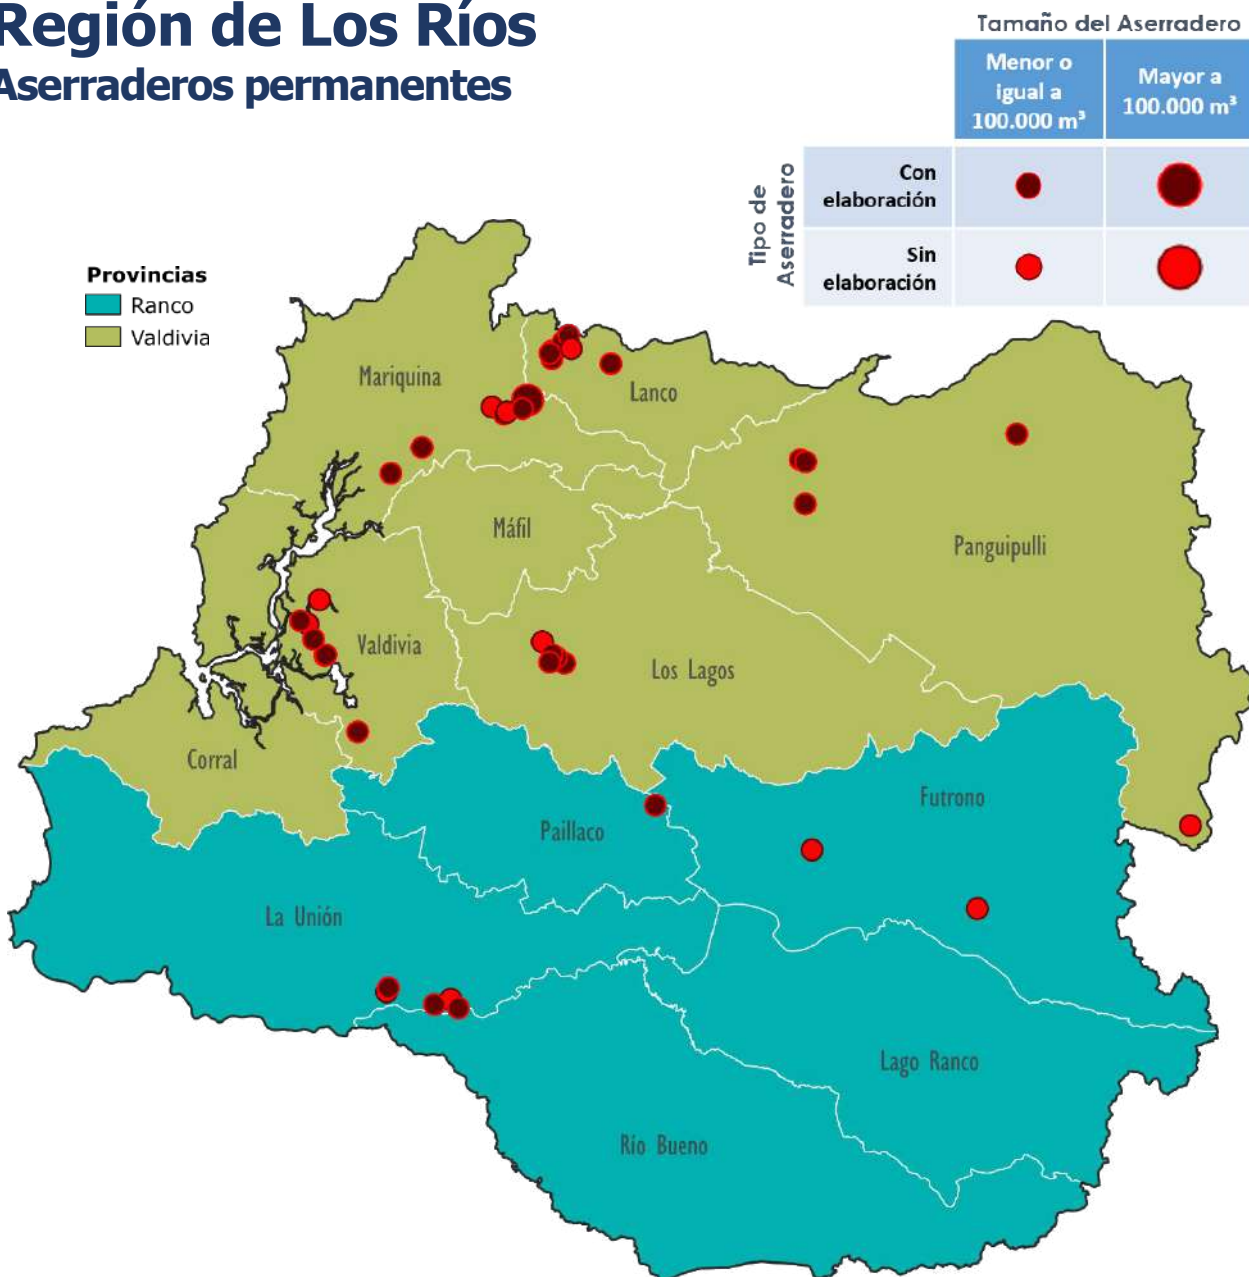 Región de Los Ríos
Aserraderos permanentes
Tamaño del Aserradero
Menor o
igual a
100.000 m³
Mayor a
100.000 m³
Tipo de
Aserradero
Con
elaboración
Sin
elaboración
Provincias
Ranco
Valdivia
Mariquina
Lanco
Máfil
Panguipulli
Valdivia
Los Lagos
Corral
Futrono
Paillaco
La Unión
Lago Ranco
Río Bueno